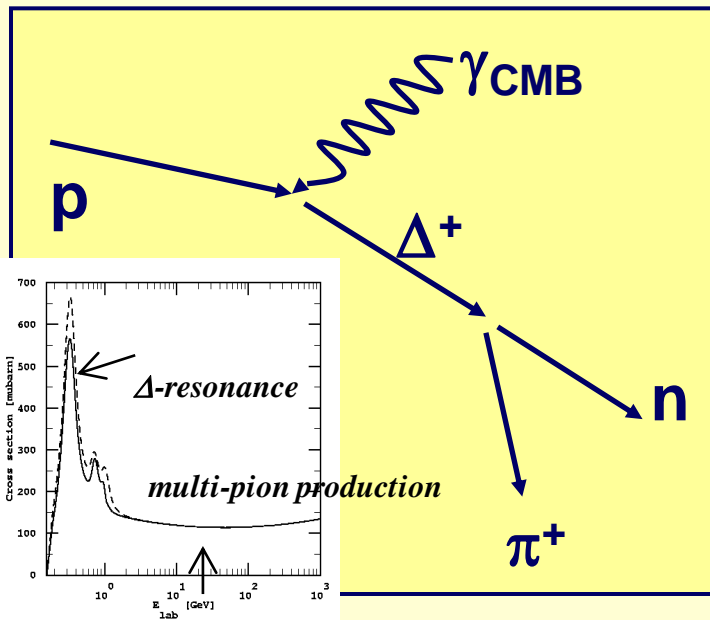 γCMB
p
Δ+
n
π+
Δ-resonance
multi-pion production
Cross section [mubarn]
700
600
500
400
300
200
100
0
10^0
10^1
10^2
10^3
E_lab [GeV]